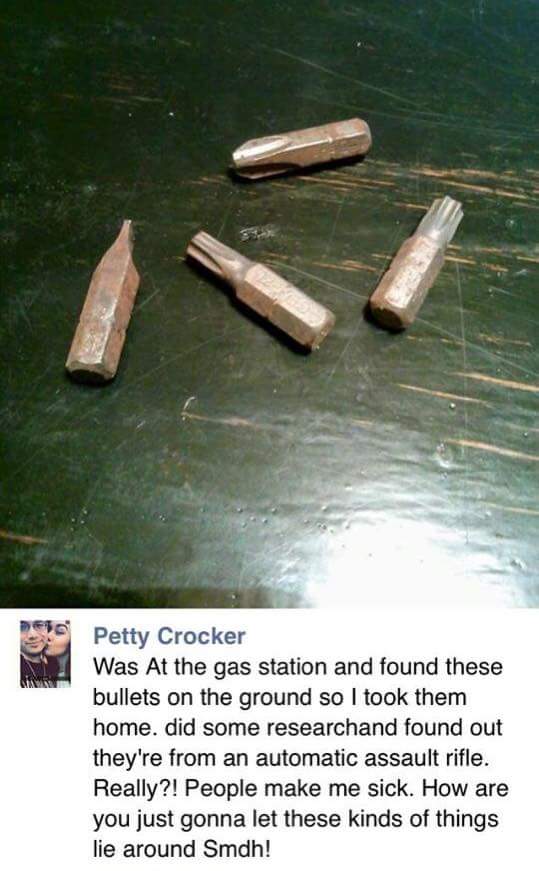 Petty Crocker
Was At the gas station and found these
bullets on the ground so I took them
home. did some researchand found out
they're from an automatic assault rifle.
Really?! People make me sick. How are
you just gonna let these kinds of things
lie around Smdh!